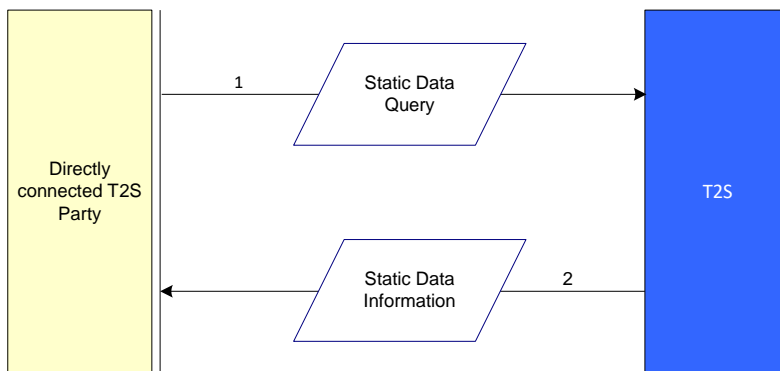 1
Static Data
Query
Directly
connected T2S
Party
T2S
Static Data
Information
2